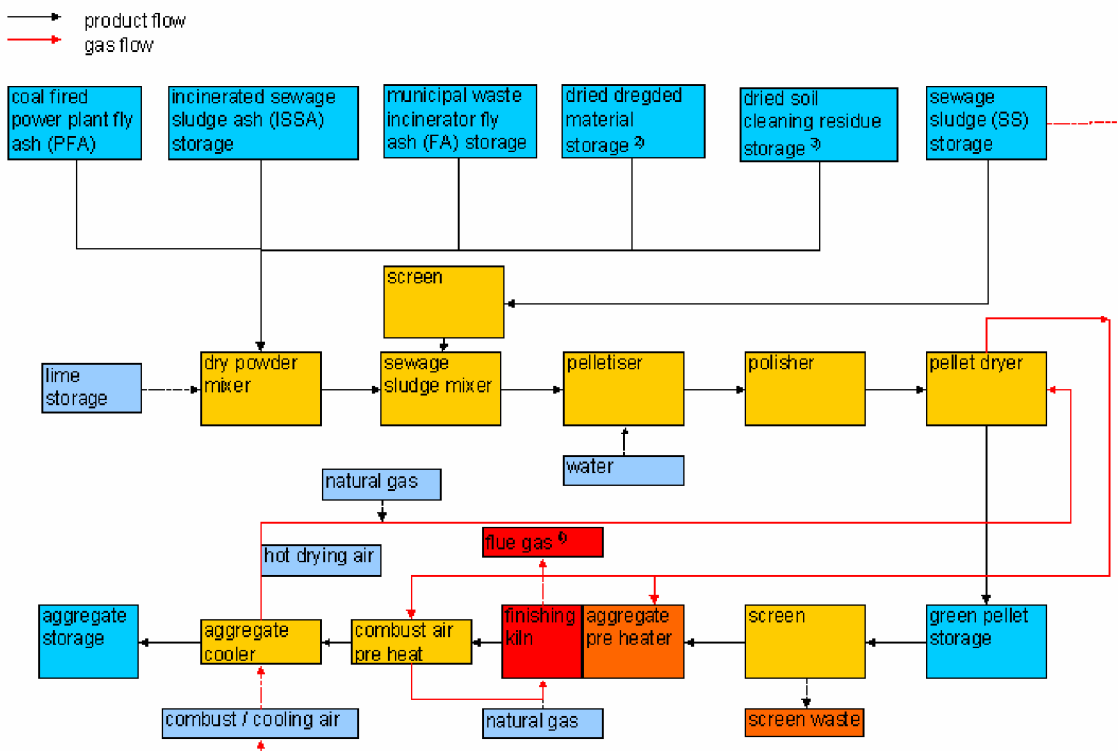 product flow
gas flow
coal fired
power plant fly
ash (PFA)
incinerated sewage
sludge ash (ISSA)
storage
municipal waste
incinerator fly
ash (FA) storage
dried dregded
material
storage 2)
dried soil
cleaning residue
storage 3)
sewage
sludge (SS)
storage
screen
lime
storage
dry powder
mixer
sewage
sludge mixer
pelletiser
polisher
pellet dryer
water
natural gas
hot drying air
flue gas 4)
aggregate
storage
aggregate
cooler
combust air
pre heat
finishing
kiln
aggregate
pre heater
screen
green pellet
storage
combust / cooling air
natural gas
screen waste